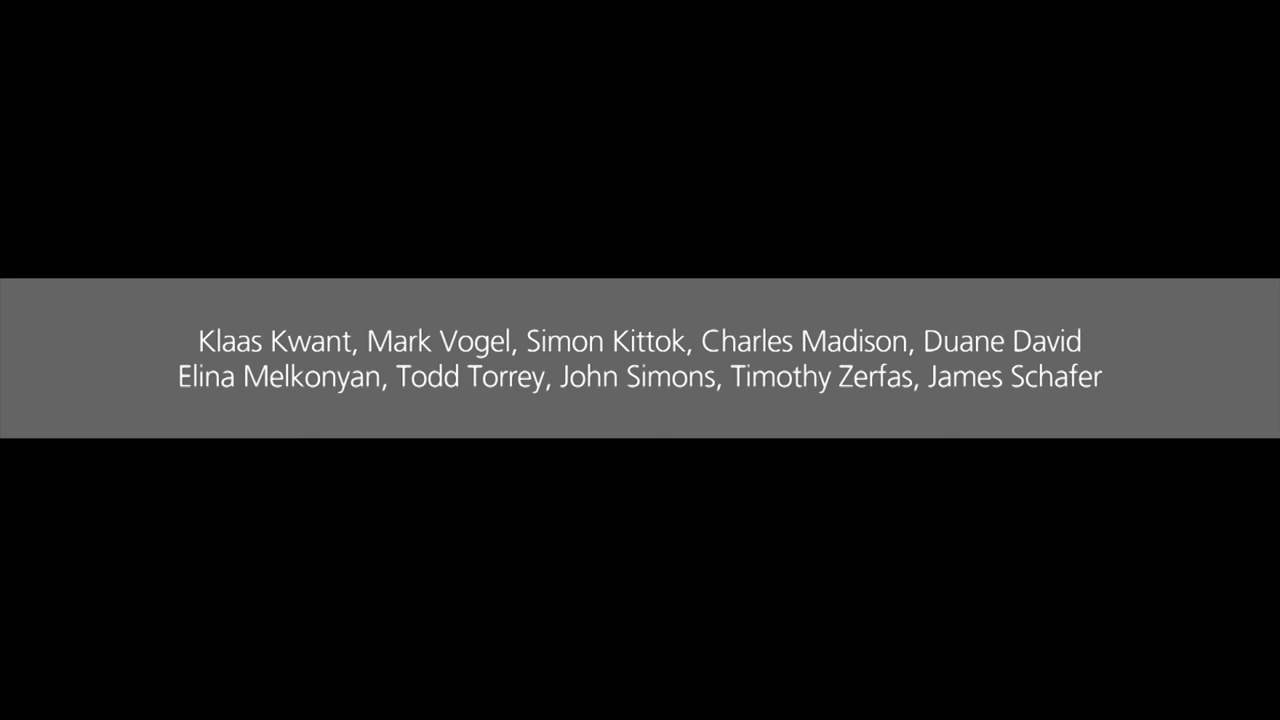 Klaas Kwant, Mark Vogel, Simon Kittok, Charles Madison, Duane David
Elina Melkonyan, Todd Torrey, John Simons, Timothy Zerfas, James Schafer